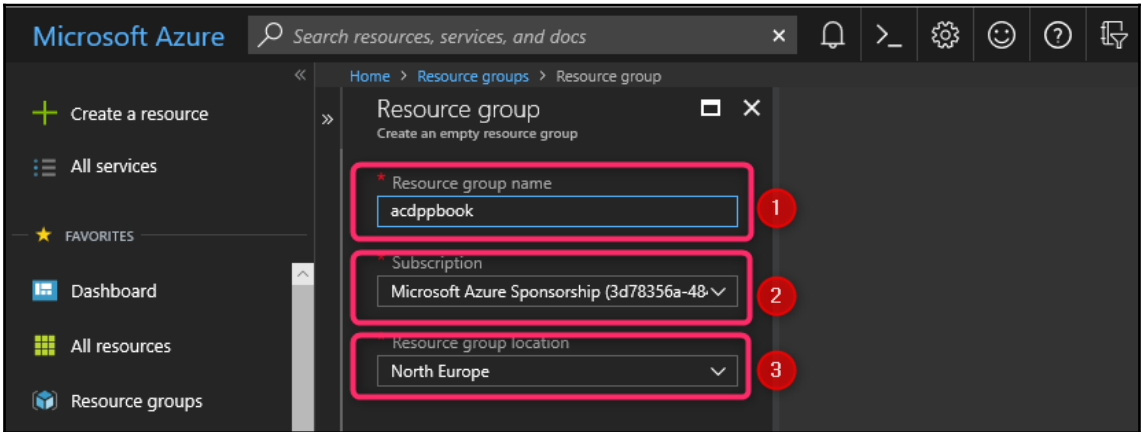 Microsoft Azure
Search resources, services, and docs
Home > Resource groups > Resource group
Create a resource
All services
FAVORITES
Dashboard
All resources
Resource groups
Resource group
Create an empty resource group
* Resource group name
acdppbook
1
* Subscription
Microsoft Azure Sponsorship (3d78356a-48
2
* Resource group location
North Europe
3